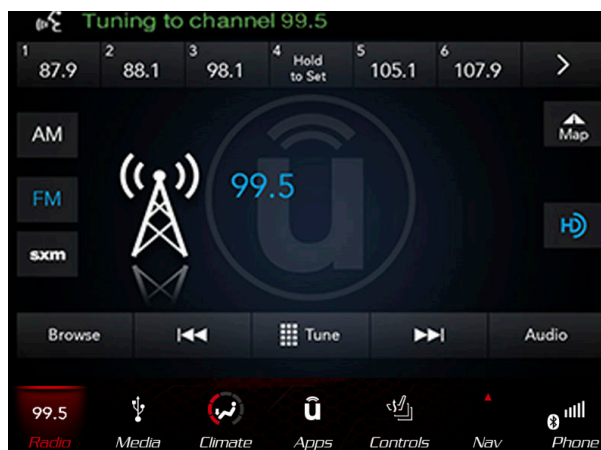 Tuning to channel 99.5
1 87.9 2 88.1 3 98.1 4 Hold to Set 5 105.1 6 107.9 >
AM
Map
99.5
FM
HD
sxm
Browse Tune Audio
99.5 û
Radio Media Climate Apps Controls Nav Phone